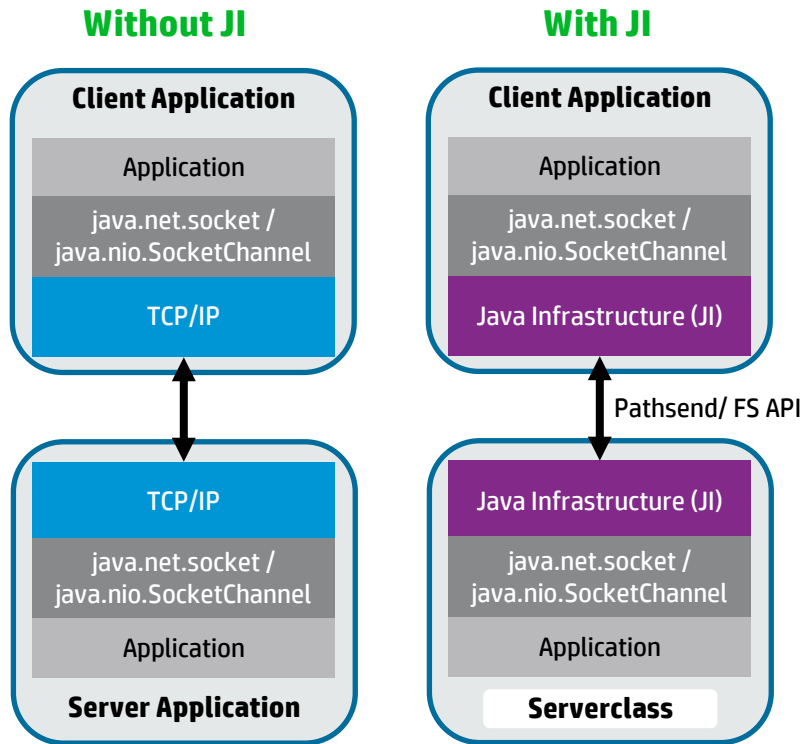 Without JI
Client Application
Application
java.net.socket /
java.nio.SocketChannel
TCP/IP
TCP/IP
java.net.socket /
java.nio.SocketChannel
Application
Server Application
With JI
Client Application
Application
java.net.socket /
java.nio.SocketChannel
Java Infrastructure (JI)
Pathsend/ FS API
Java Infrastructure (JI)
java.net.socket /
java.nio.SocketChannel
Application
Serverclass